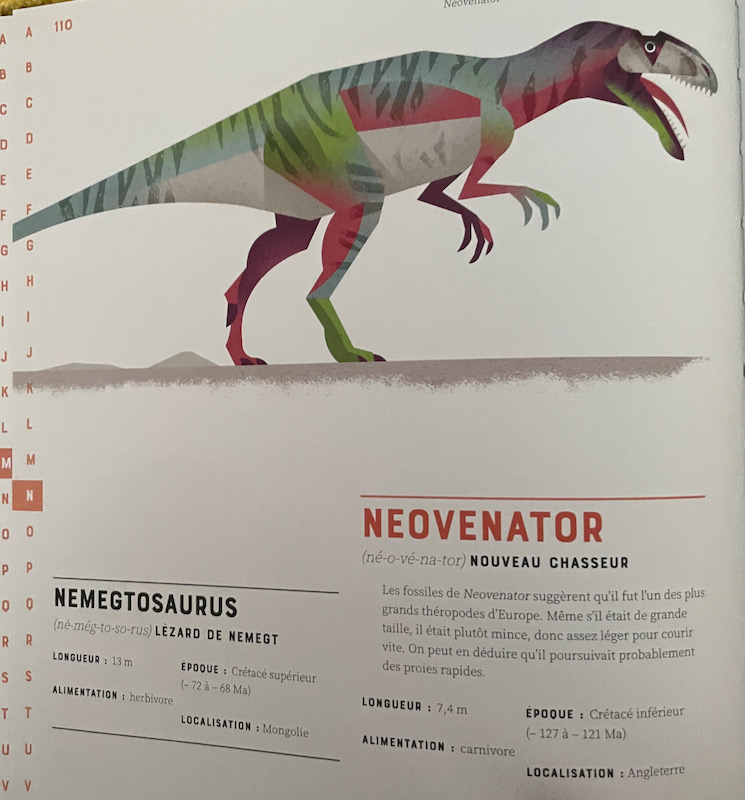 Neovenator
110
A
B
C
D
E
F
G
H
I
J
K
L
M
N
O
P
Q
R
S
T
U
V
A
B
C
D
E
F
G
H
I
J
K
L
M
N
O
P
Q
R
S
T
U
V
NEMEGTOSAURUS
(né-még-to-so-rus) LÉZARD DE NEMEGT
LONGUEUR : 13 m
ALIMENTATION : herbivore
ÉPOQUE : Crétacé supérieur
(– 72 à – 68 Ma)
LOCALISATION : Mongolie
NEOVENATOR
(né-o-vé-na-tor) NOUVEAU CHASSEUR
Les fossiles de Neovenator suggèrent qu'il fut l'un des plus
grands théropodes d'Europe. Même s'il était de grande
taille, il était plutôt mince, donc assez léger pour courir
vite. On peut en déduire qu'il poursuivait probablement
des proies rapides.
LONGUEUR : 7,4 m
ALIMENTATION : carnivore
ÉPOQUE : Crétacé inférieur
(– 127 à – 121 Ma)
LOCALISATION : Angleterre